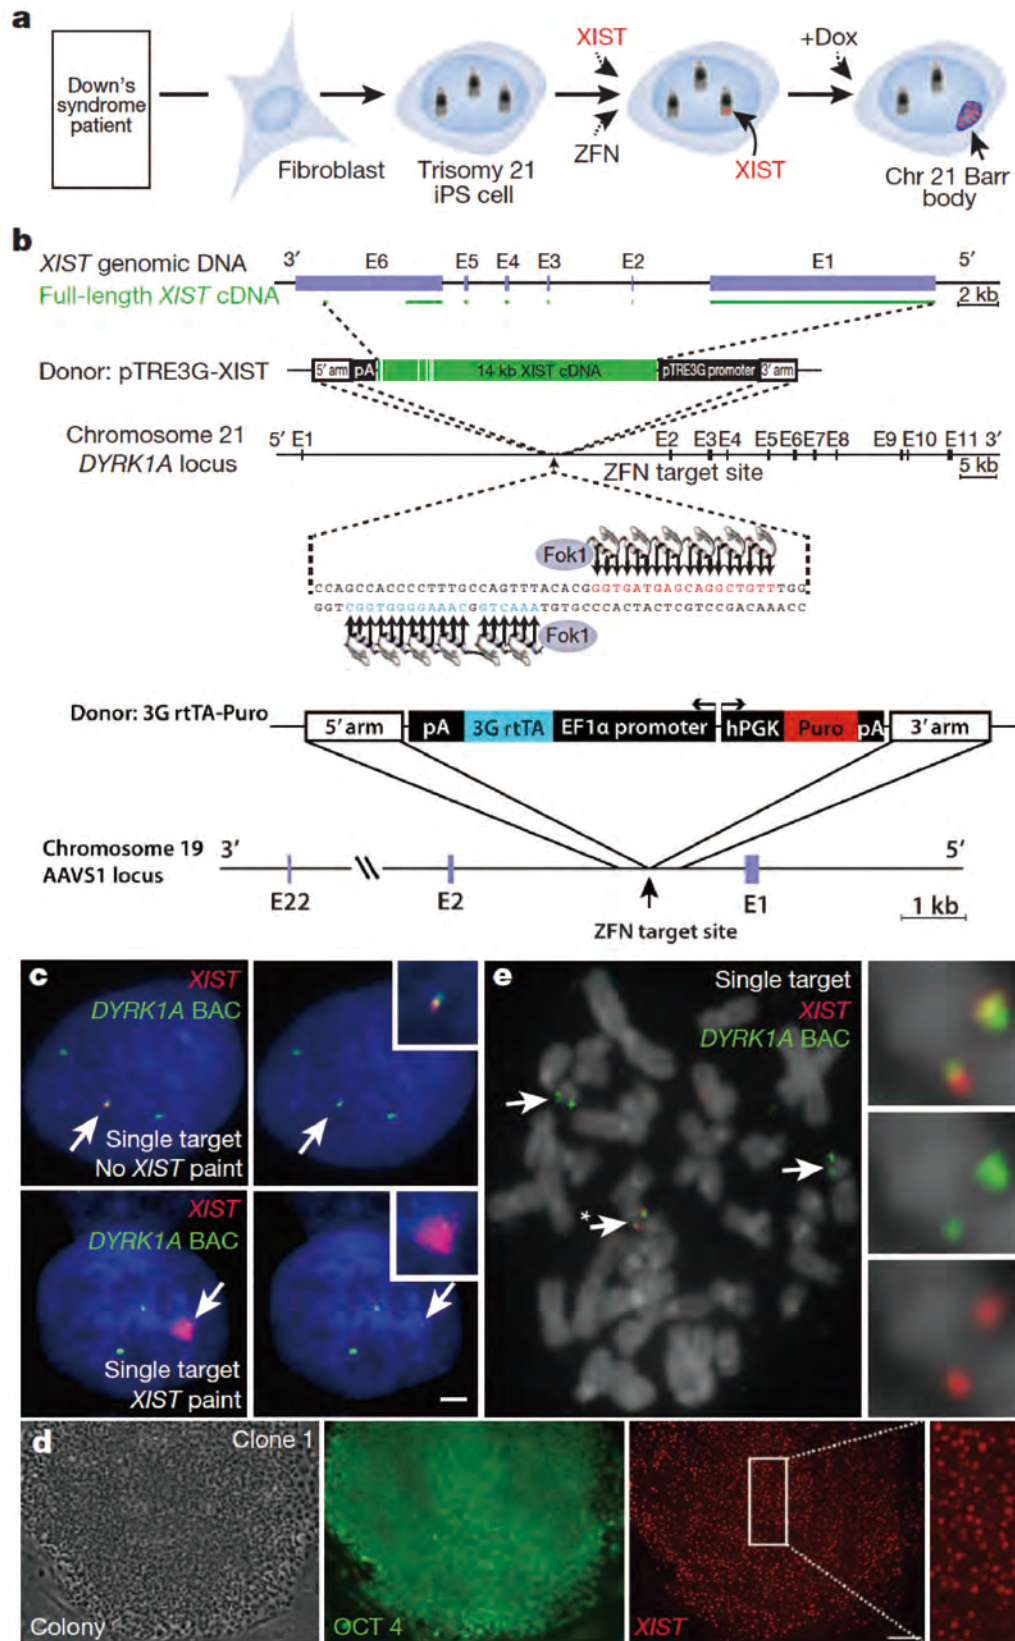 a
Down's
syndrome
patient
Fibroblast
Trisomy 21
iPS cell
XIST
ZFN
XIST
+Dox
Chr 21 Barr
body
b
XIST genomic DNA
3′ E6 E5 E4 E3 E2 E1 5′
Full-length XIST cDNA
2 kb
Donor: pTRE3G-XIST
5′ arm pA 14 kb XIST cDNA pTRE3G promoter 3′ arm
Chromosome 21
DYRK1A locus
5′ E1 E2 E3 E4 E5 E6 E7 E8 E9 E10 E11 3′
ZFN target site
5 kb
Fok1
CCAGCCACCCCTTTGCCAGTTTACACGGGTGATGAGCAGGCTGTTTGG
GGTCGGTGGGGAAACGGTCAAATGTGCCCACTACTCGTCCGACAAACC
Fok1
Donor: 3G rtTA-Puro
5′ arm pA 3G rtTA EF1α promoter hPGK Puro pA 3′ arm
Chromosome 19
AAVS1 locus
3′ 5′
E22 E2 E1
1 kb
ZFN target site
c
XIST
DYRK1A BAC
Single target
No XIST paint
XIST
DYRK1A BAC
Single target
XIST paint
e
Single target
XIST
DYRK1A BAC
*
d
Clone 1
Colony
OCT 4
XIST